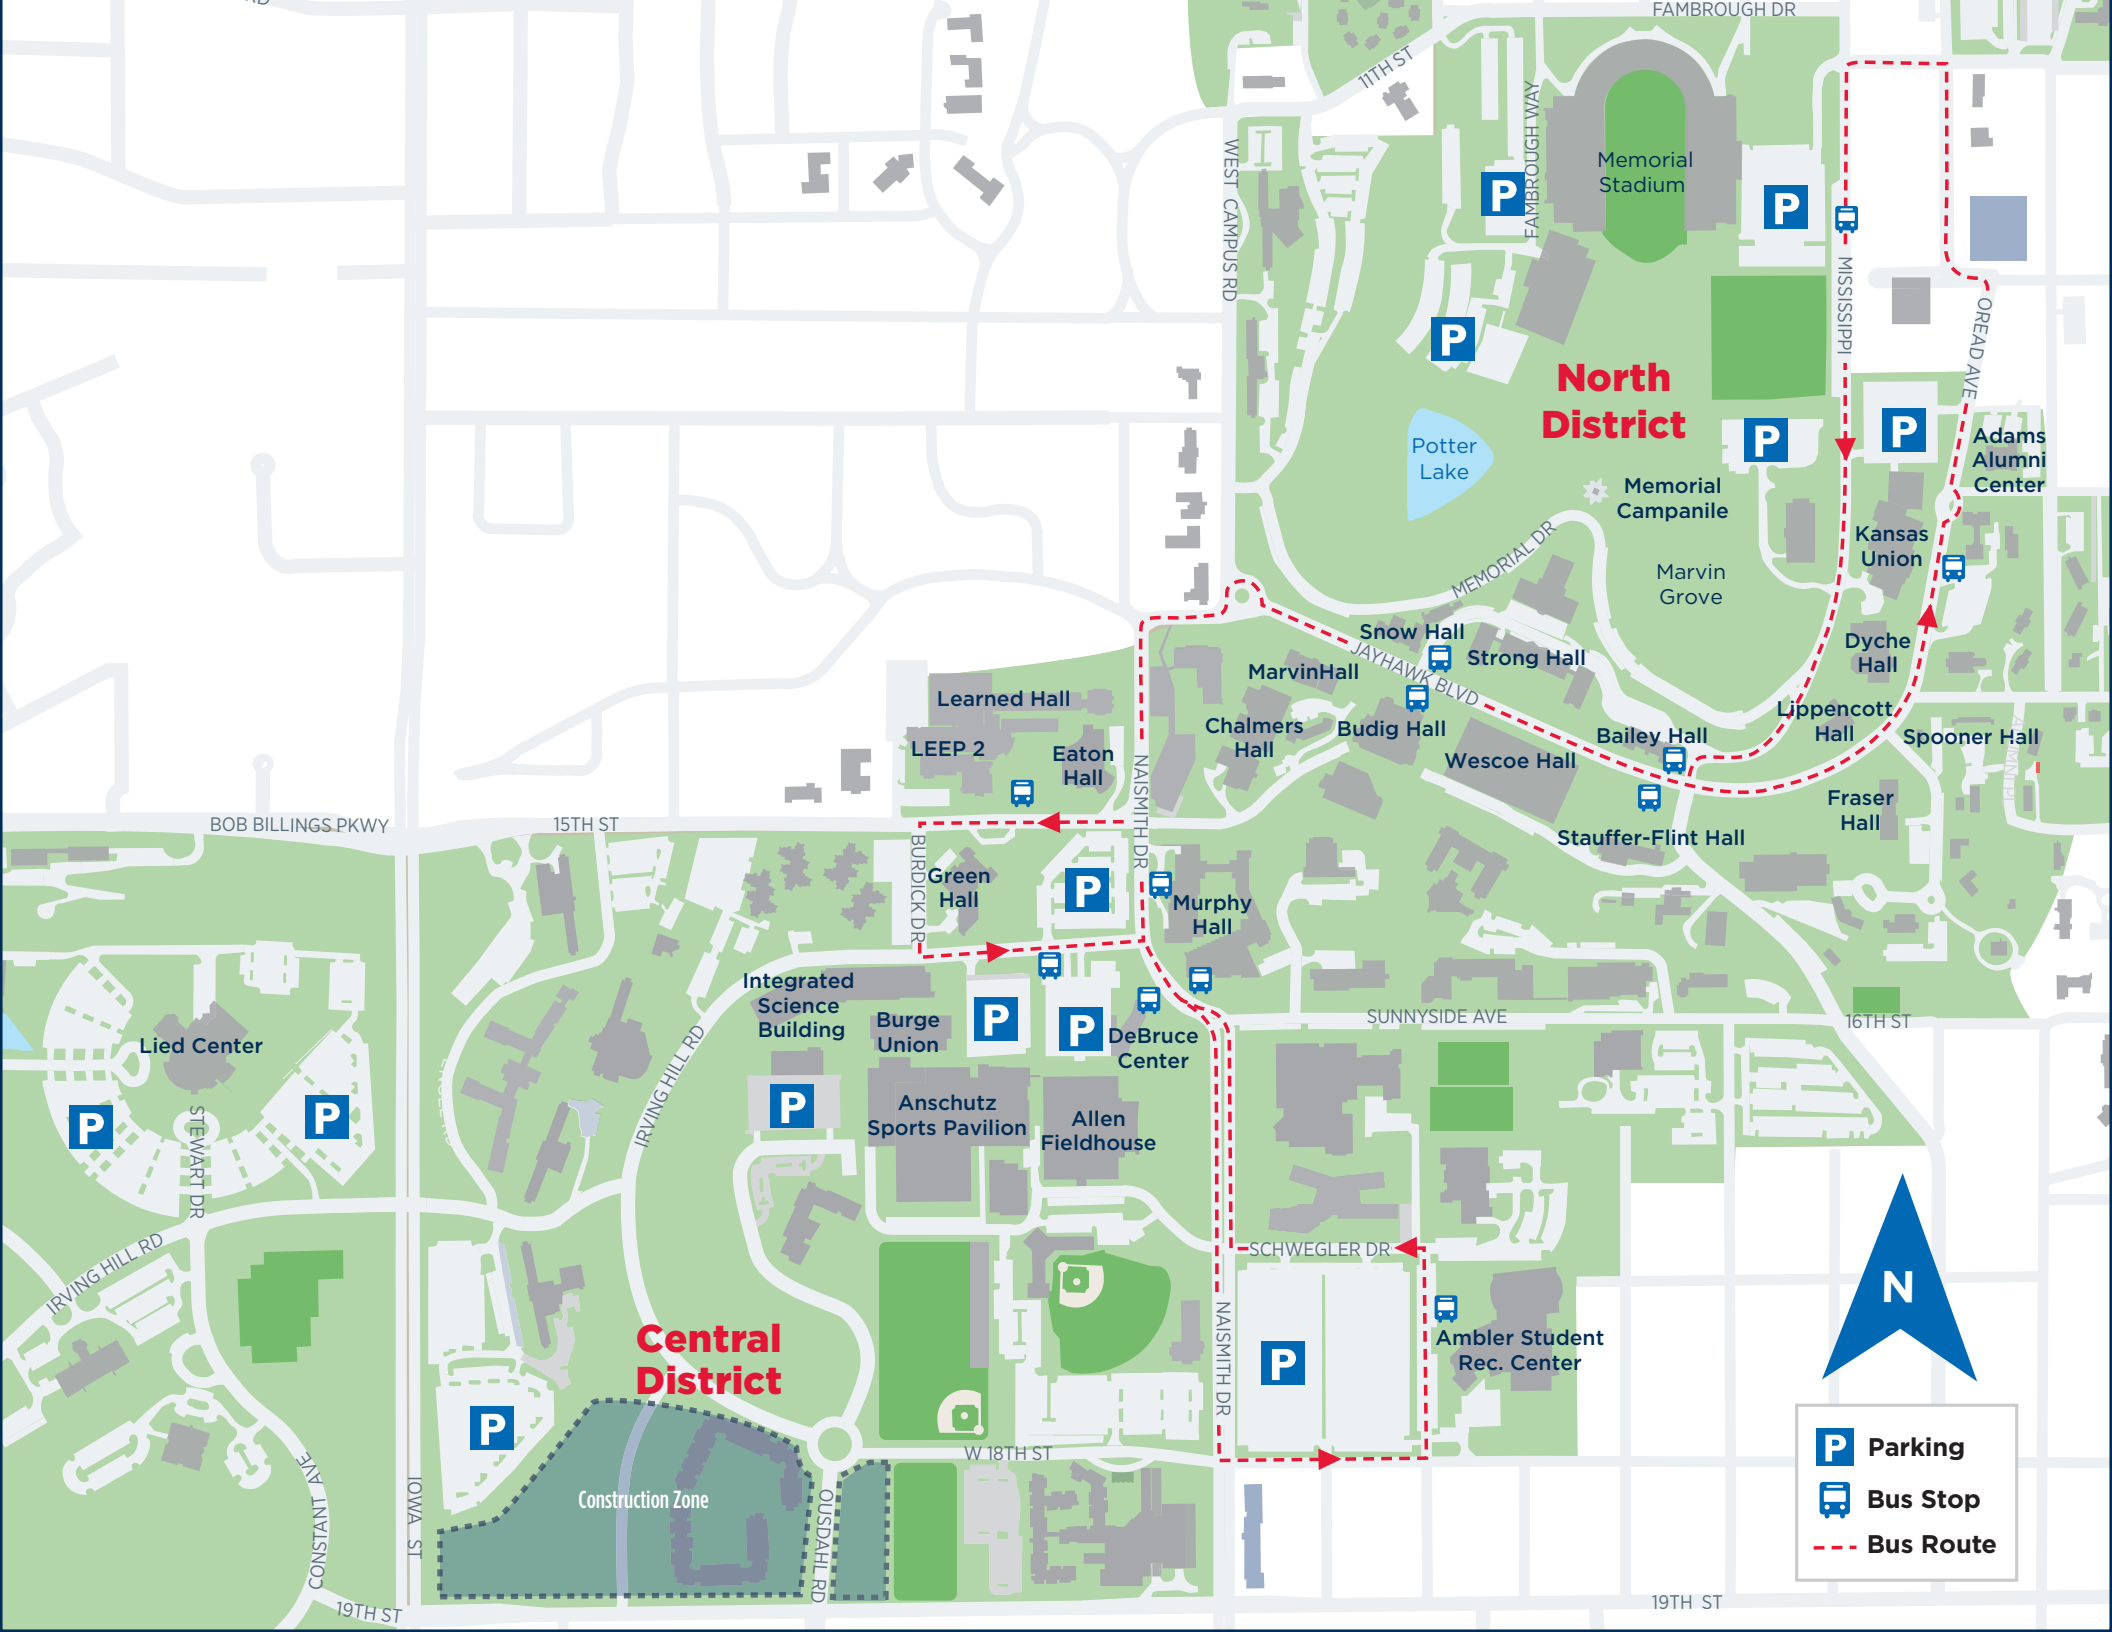 FAMBROUGH DR
11TH ST
FAMBROUGH WAY
WEST CAMPUS RD
Memorial
Stadium
P
P
MISSISSIPPI
OREAD AVE
P
North
District
P
P
Potter
Lake
Adams
Alumni
Center
Memorial
Campanile
Kansas
Union
MEMORIAL DR
Marvin
Grove
Snow Hall
Strong Hall
JAYHAWK BLVD
MarvinHall
Dyche
Hall
Learned Hall
LEEP 2
Eaton
Hall
Chalmers
Hall
Budig Hall
Wescoe Hall
Bailey Hall
Lippencott
Hall
Spooner Hall
Fraser
Hall
Stauffer-Flint Hall
NAISMITH DR
BOB BILLINGS PKWY
15TH ST
BURDICK DR
Green
Hall
P
Murphy
Hall
Integrated
Science
Building
Burge
Union
P
P
DeBruce
Center
SUNNYSIDE AVE
16TH ST
Lied Center
P
P
STEWART DR
IRVING HILL RD
P
Anschutz
Sports Pavilion
Allen
Fieldhouse
SCHWEGLER DR
IRVING HILL RD
Central
District
NAISMITH DR
P
Ambler Student
Rec. Center
N
P
W 18TH ST
Construction Zone
CONSTANT AVE
IOWA ST
OUSDAHL RD
19TH ST
19TH ST
P Parking
Bus Stop
Bus Route